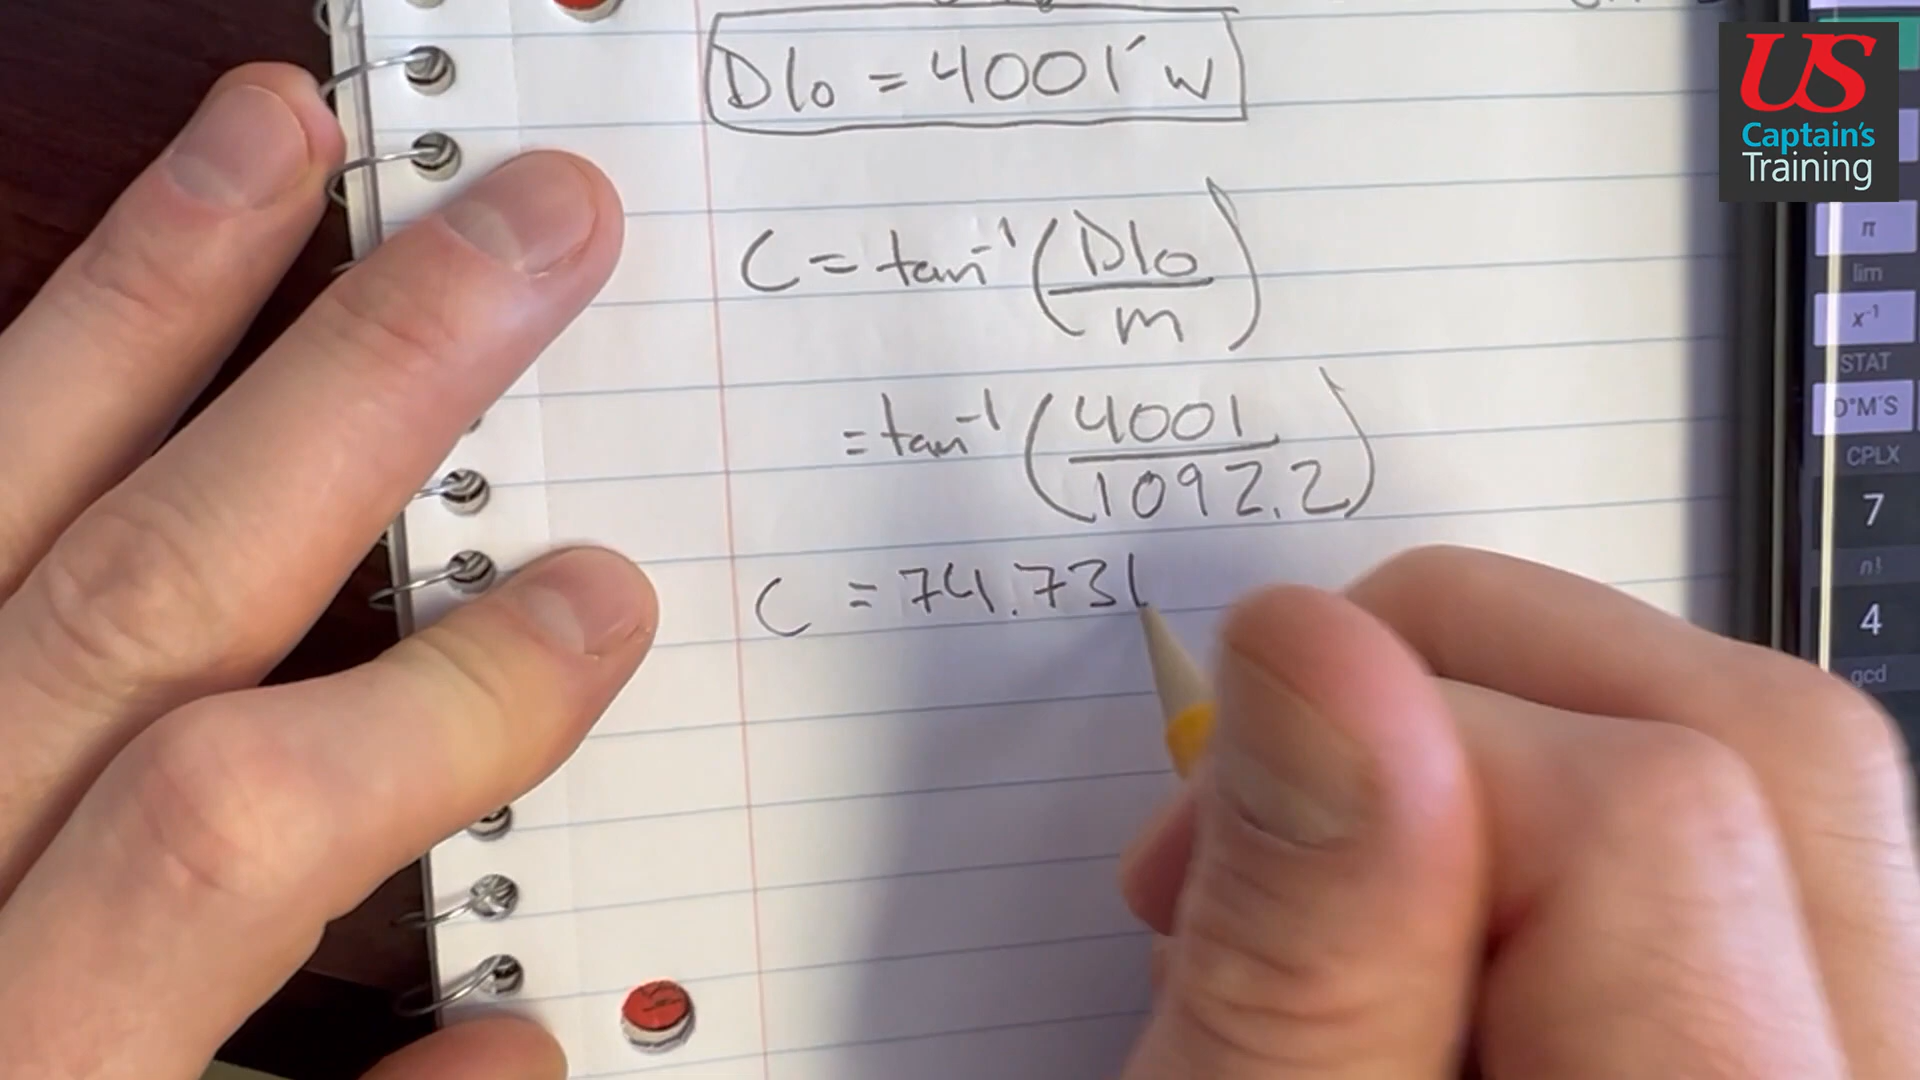 Dlo = 4001' W
C = tan⁻¹ (Dlo / m)
= tan⁻¹ (4001 / 1092.2)
C = 74.731
US
Captain's
Training
π
lim
x⁻¹
STAT
D°M'S
CPLX
7
n!
4
gcd